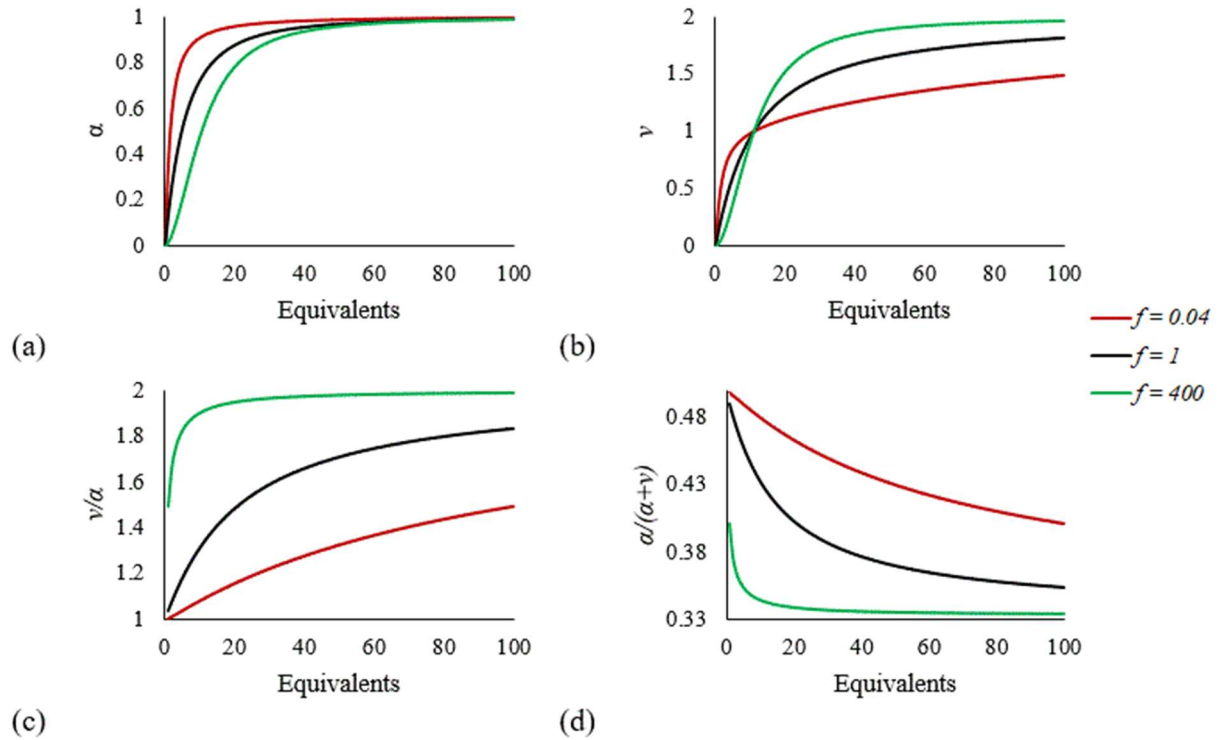 1
0.8
0.6
0.4
0.2
0
α
0 20 40 60 80 100
Equivalents
(a)
2
1.5
1
0.5
0
ν
0 20 40 60 80 100
Equivalents
(b)
f = 0.04
f = 1
f = 400
2
1.8
1.6
1.4
1.2
1
ν/α
0 20 40 60 80 100
Equivalents
(c)
0.48
0.43
0.38
0.33
α/(α+ν)
0 20 40 60 80 100
Equivalents
(d)